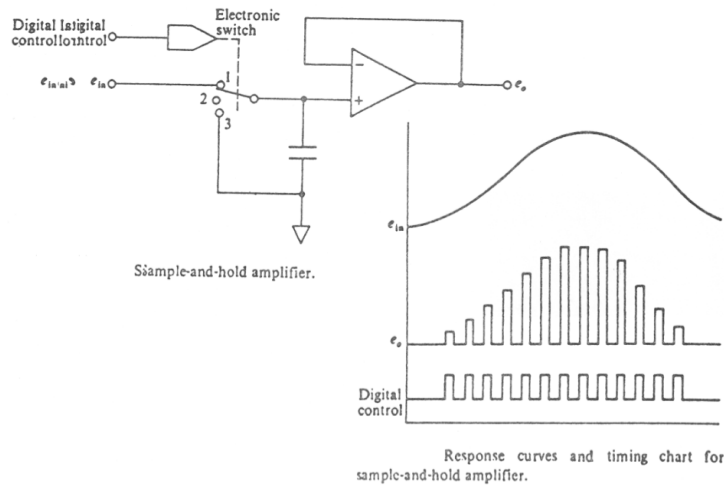 Electronic
switch
control
e_in
1
2
3
−
+
e_o
Sample-and-hold amplifier.
e_in
e_o
Digital
control
Response curves and timing chart for
sample-and-hold amplifier.